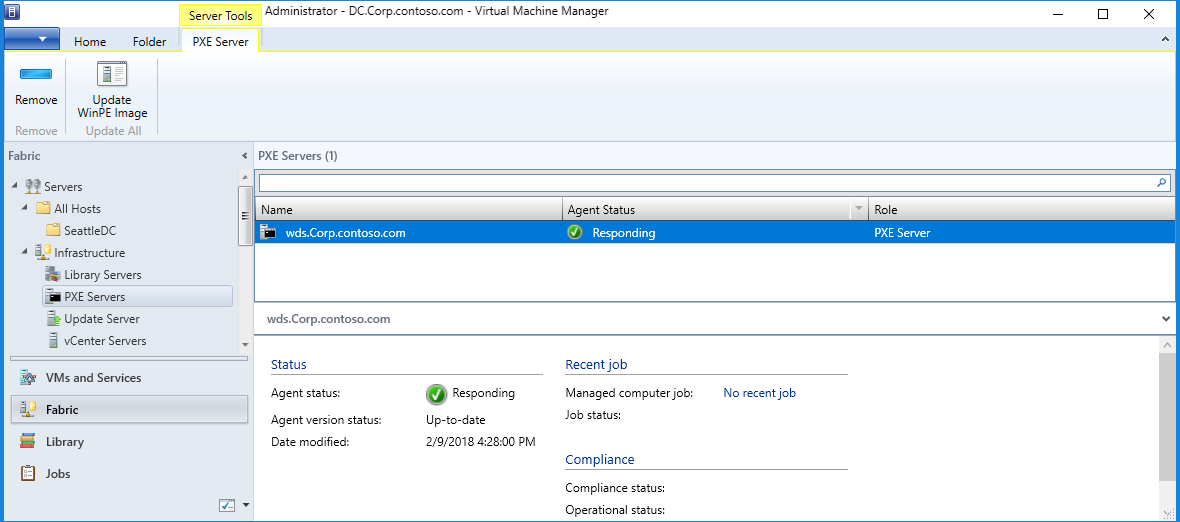 Server Tools
Administrator - DC.Corp.contoso.com - Virtual Machine Manager
Home Folder PXE Server
Remove
Update
WinPE Image
Remove
Update All
Fabric
Servers
All Hosts
SeattleDC
Infrastructure
Library Servers
PXE Servers
Update Server
vCenter Servers
VMs and Services
Fabric
Library
Jobs
PXE Servers (1)
Name Agent Status Role
wds.Corp.contoso.com Responding PXE Server
wds.Corp.contoso.com
Status
Agent status: Responding
Agent version status: Up-to-date
Date modified: 2/9/2018 4:28:00 PM
Recent job
Managed computer job: No recent job
Job status:
Compliance
Compliance status:
Operational status: